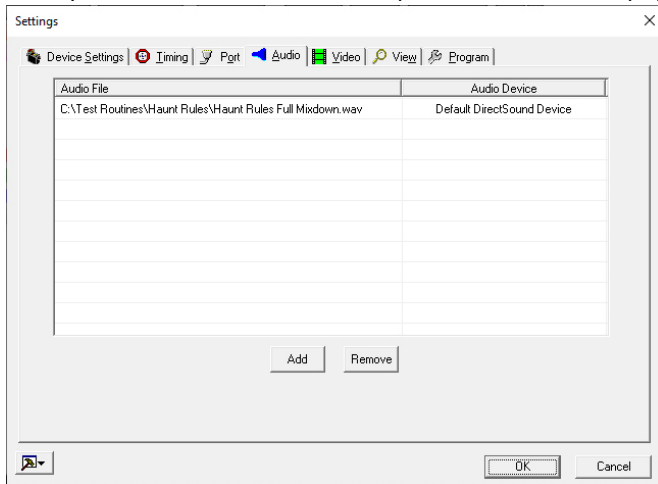 Settings
Device Settings Timing Port Audio Video View Program
Audio File Audio Device
C:\Test Routines\Haunt Rules\Haunt Rules Full Mixdown.wav Default DirectSound Device
Add Remove
OK Cancel